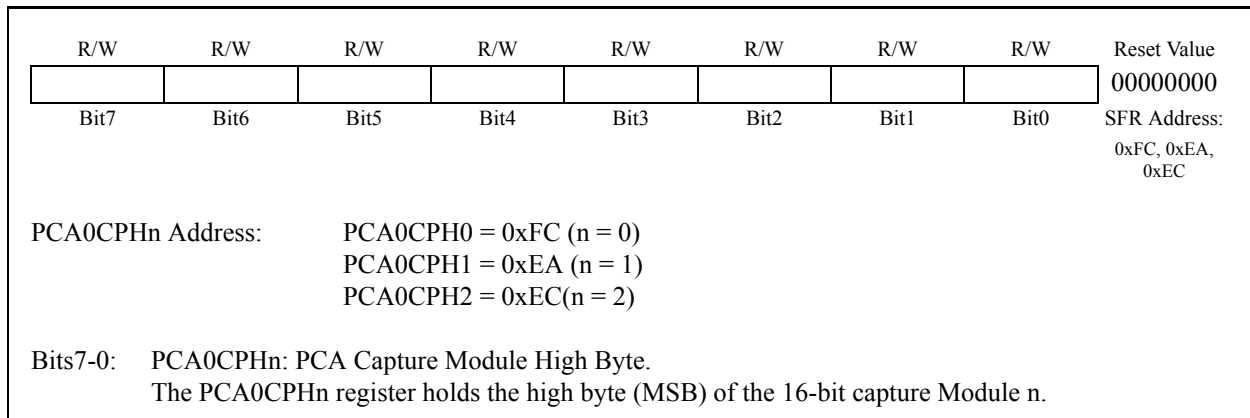 R/W R/W R/W R/W R/W R/W R/W R/W Reset Value
00000000
Bit7 Bit6 Bit5 Bit4 Bit3 Bit2 Bit1 Bit0 SFR Address:
0xFC, 0xEA,
0xEC
PCA0CPHn Address: PCA0CPH0 = 0xFC (n = 0)
PCA0CPH1 = 0xEA (n = 1)
PCA0CPH2 = 0xEC(n = 2)
Bits7-0: PCA0CPHn: PCA Capture Module High Byte.
The PCA0CPHn register holds the high byte (MSB) of the 16-bit capture Module n.